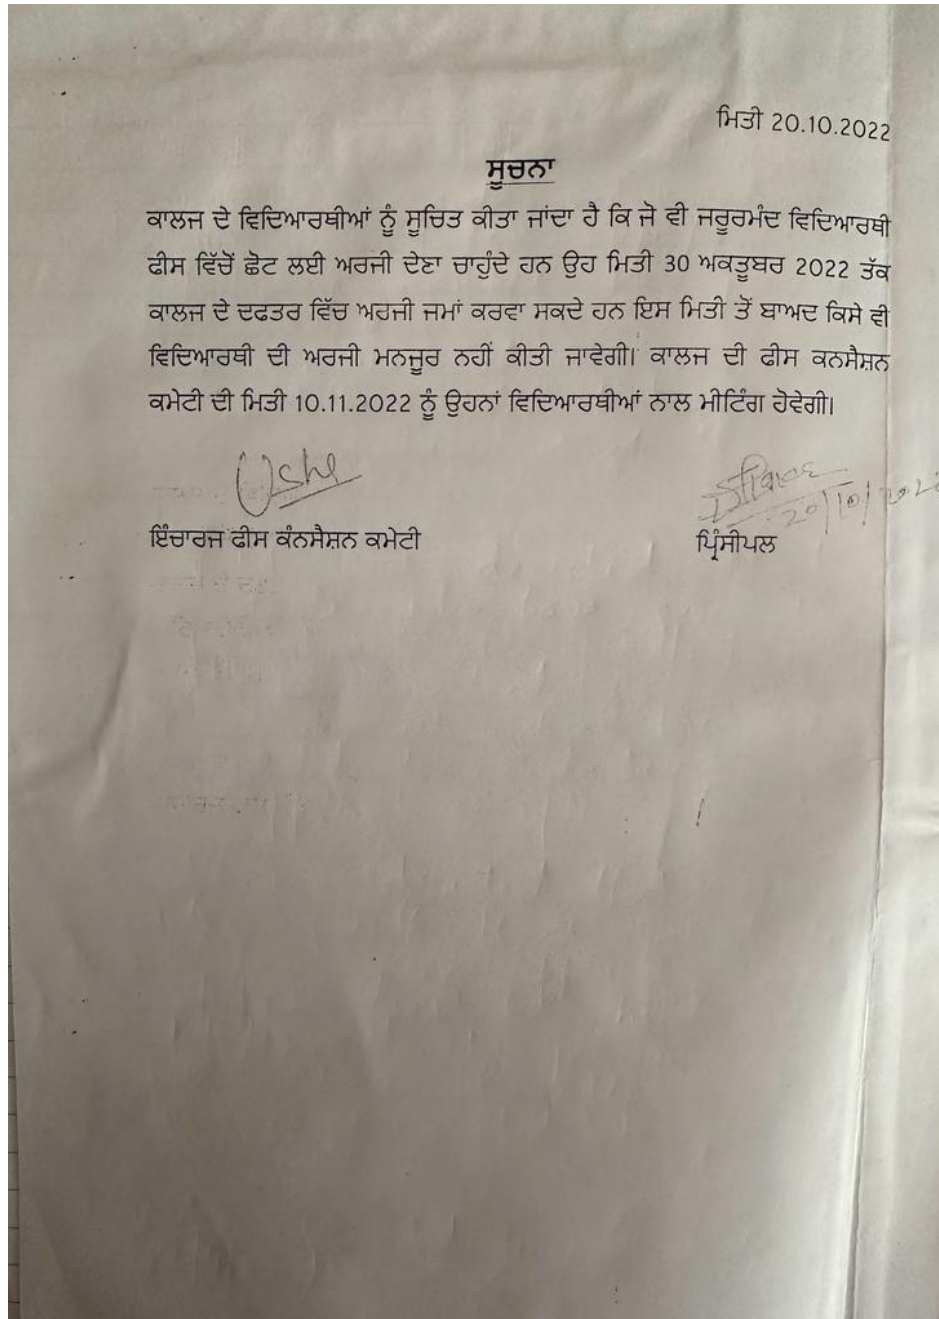 ਮਿਤੀ 20.10.2022
ਸੂਚਨਾ
ਕਾਲਜ ਦੇ ਵਿਦਿਆਰਥੀਆਂ ਨੂੰ ਸੂਚਿਤ ਕੀਤਾ ਜਾਂਦਾ ਹੈ ਕਿ ਜੋ ਵੀ ਜਰੂਰਮੰਦ ਵਿਦਿਆਰਥੀ
ਫੀਸ ਵਿੱਚੋਂ ਛੋਟ ਲਈ ਅਰਜੀ ਦੇਣਾ ਚਾਹੁੰਦੇ ਹਨ ਉਹ ਮਿਤੀ 30 ਅਕਤੂਬਰ 2022 ਤੱਕ
ਕਾਲਜ ਦੇ ਦਫਤਰ ਵਿੱਚ ਅਹਜੀ ਜਮਾਂ ਕਰਵਾ ਸਕਦੇ ਹਨ ਇਸ ਮਿਤੀ ਤੋਂ ਬਾਅਦ ਕਿਸੇ ਵੀ
ਵਿਦਿਆਰਥੀ ਦੀ ਅਰਜੀ ਮਨਜੂਰ ਨਹੀਂ ਕੀਤੀ ਜਾਵੇਗੀ। ਕਾਲਜ ਦੀ ਫੀਸ ਕਨਸੈਸ਼ਨ
ਕਮੇਟੀ ਦੀ ਮਿਤੀ 10.11.2022 ਨੂੰ ਉਹਨਾਂ ਵਿਦਿਆਰਥੀਆਂ ਨਾਲ ਮੀਟਿੰਗ ਹੋਵੇਗੀ।
ਇੰਚਾਰਜ ਫੀਸ ਕੰਨਸੈਸ਼ਨ ਕਮੇਟੀ ਪ੍ਰਿੰਸੀਪਲ